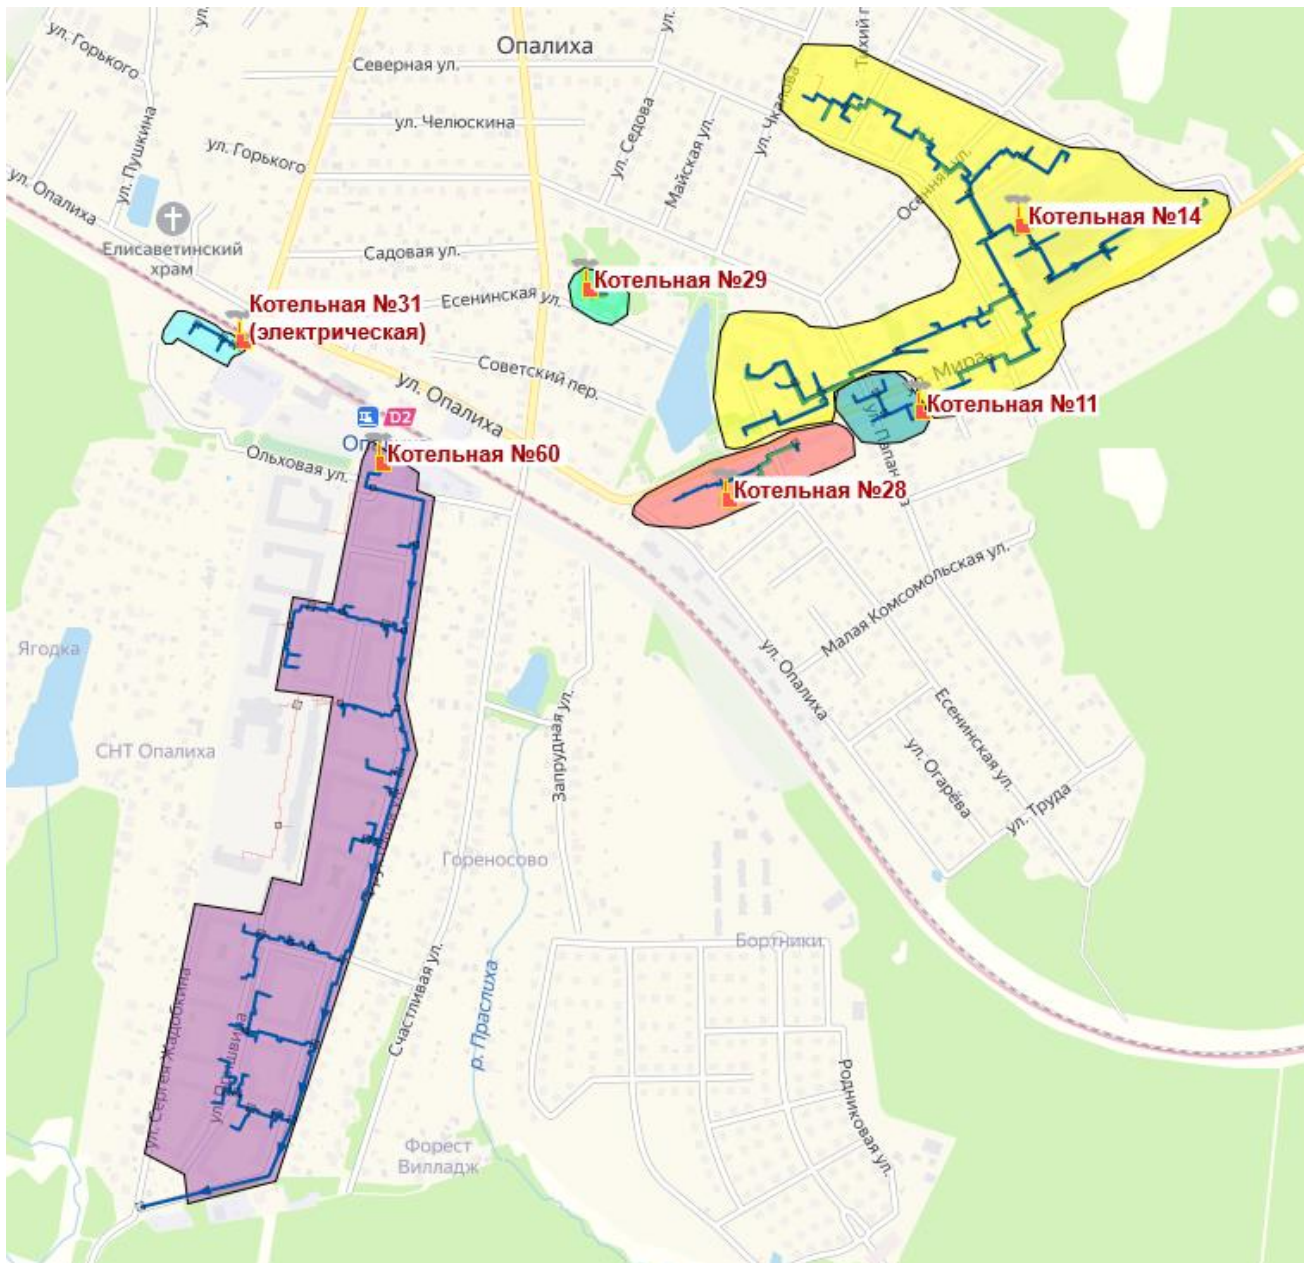 ул. Горького
Опалиха
Северная ул.
ул. Чкалова
ул. Челюскина
ул. Седова
Майская ул.
ул. Пушкина
ул. Горького
ул. Опалиха
Осенняя ул.
Котельная №14
Елисаветинский
храм
Садовая ул.
Котельная №29
Есенинская ул.
Котельная №31
(электрическая)
Советский пер.
ул. Мира
ул. Опалиха
Котельная №11
D2
Котельная №60
Ольховая ул.
Котельная №28
Малая Комсомольская ул.
Ягодка
ул. Опалиха
Есенинская ул.
СНТ Опалиха
Запрудная ул.
ул. Огарёва
ул. Труда
Гореносово
Бортники
Счастливая ул.
р. Праслиха
ул. Сергея Жадобкина
ул. Пришвина
Родниковая ул.
Форест
Вилладж